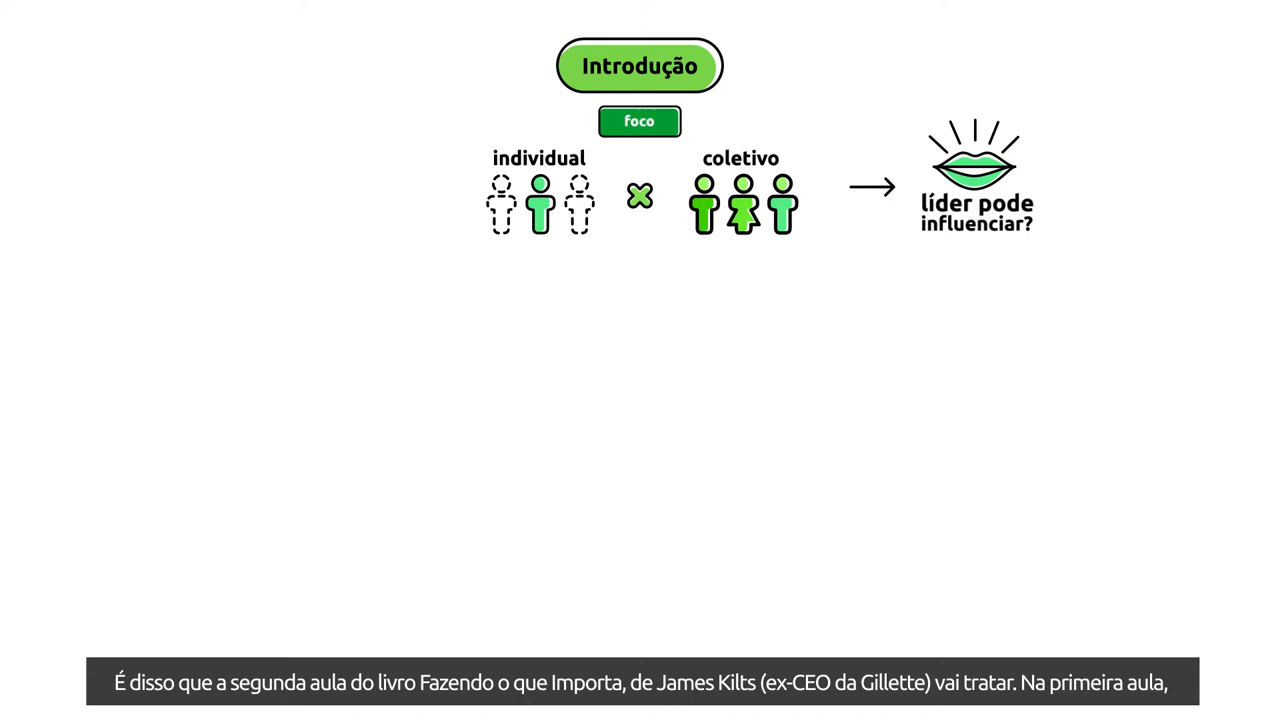 Introdução
foco
individual
coletivo
líder pode
influenciar?
É disso que a segunda aula do livro Fazendo o que Importa, de James Kilts (ex-CEO da Gillette) vai tratar. Na primeira aula,